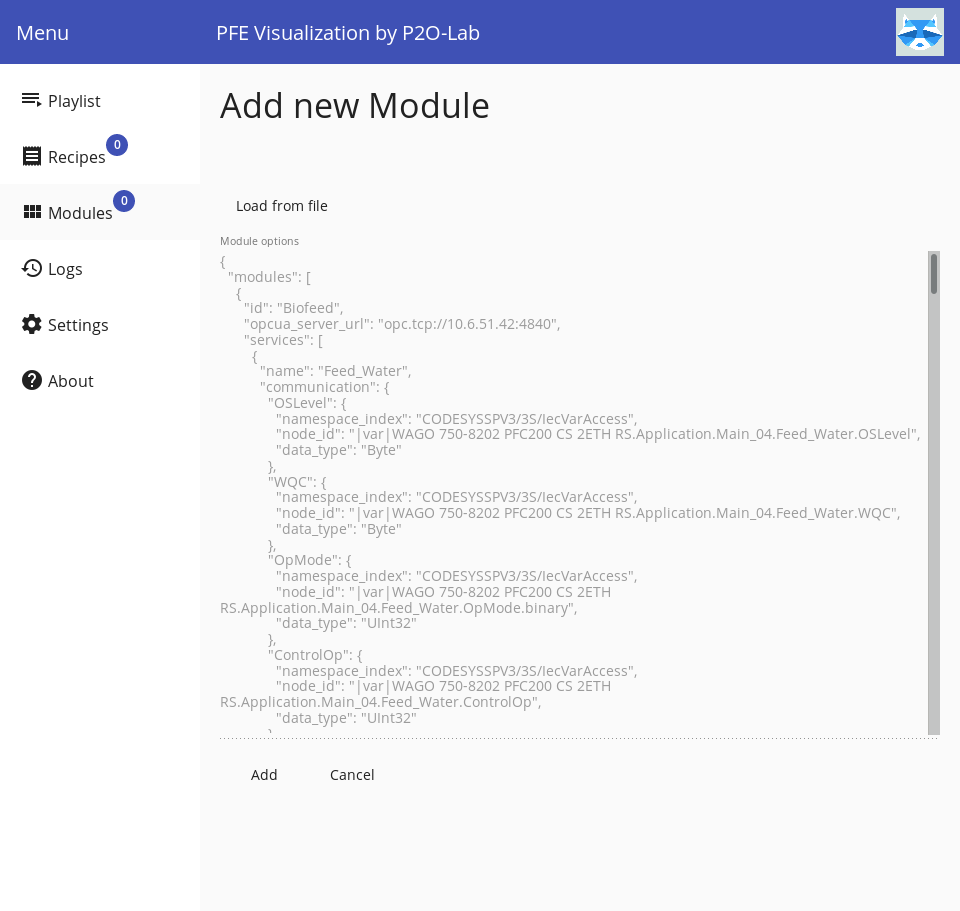 Menu
PFE Visualization by P2O-Lab
Playlist
Recipes
0
Modules
0
Logs
Settings
About
Add new Module
Load from file
Module options
{
"modules": [
{
"id": "Biofeed",
"opcua_server_url": "opc.tcp://10.6.51.42:4840",
"services": [
{
"name": "Feed_Water",
"communication": {
"OSLevel": {
"namespace_index": "CODESYSSPV3/3S/IecVarAccess",
"node_id": "|var|WAGO 750-8202 PFC200 CS 2ETH RS.Application.Main_04.Feed_Water.OSLevel",
"data_type": "Byte"
},
"WQC": {
"namespace_index": "CODESYSSPV3/3S/IecVarAccess",
"node_id": "|var|WAGO 750-8202 PFC200 CS 2ETH RS.Application.Main_04.Feed_Water.WQC",
"data_type": "Byte"
},
"OpMode": {
"namespace_index": "CODESYSSPV3/3S/IecVarAccess",
"node_id": "|var|WAGO 750-8202 PFC200 CS 2ETH
RS.Application.Main_04.Feed_Water.OpMode.binary",
"data_type": "UInt32"
},
"ControlOp": {
"namespace_index": "CODESYSSPV3/3S/IecVarAccess",
"node_id": "|var|WAGO 750-8202 PFC200 CS 2ETH
RS.Application.Main_04.Feed_Water.ControlOp",
"data_type": "UInt32"
Add
Cancel